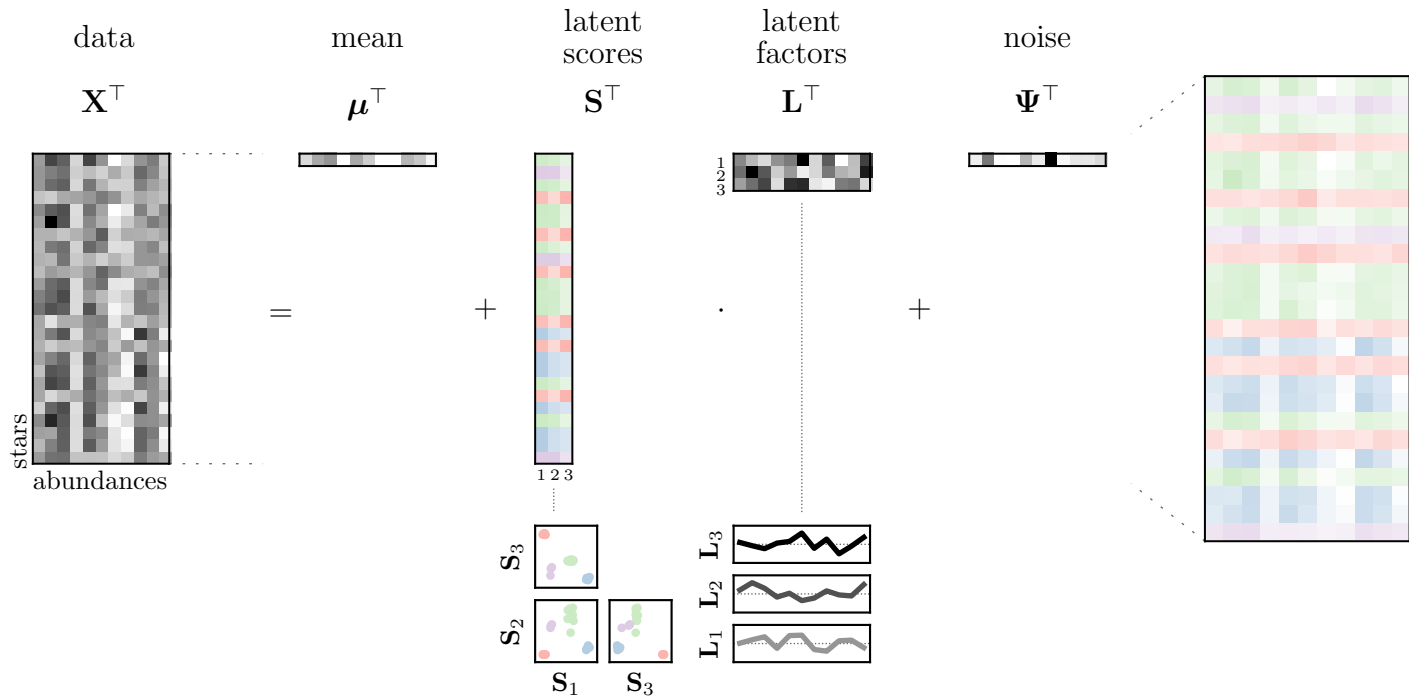 data
mean
latent
scores
latent
factors
noise
X⊤
μ⊤
S⊤
L⊤
Ψ⊤
1
2
3
=
+
·
+
stars
abundances
1 2 3
S3
L3
L2
S2
L1
S1
S3